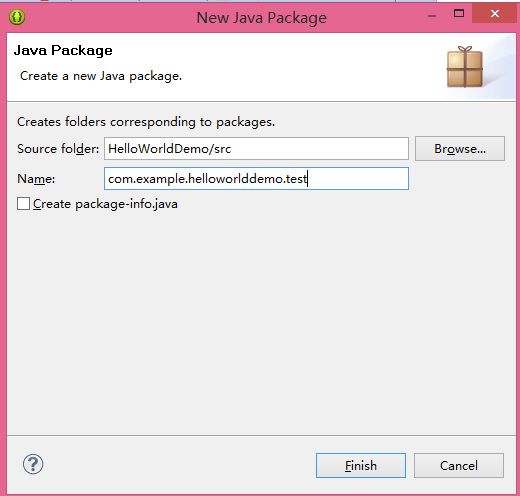 New Java Package
Java Package
Create a new Java package.
Creates folders corresponding to packages.
Source folder: HelloWorldDemo/src Browse...
Name: com.example.helloworlddemo.test
Create package-info.java
? Finish Cancel